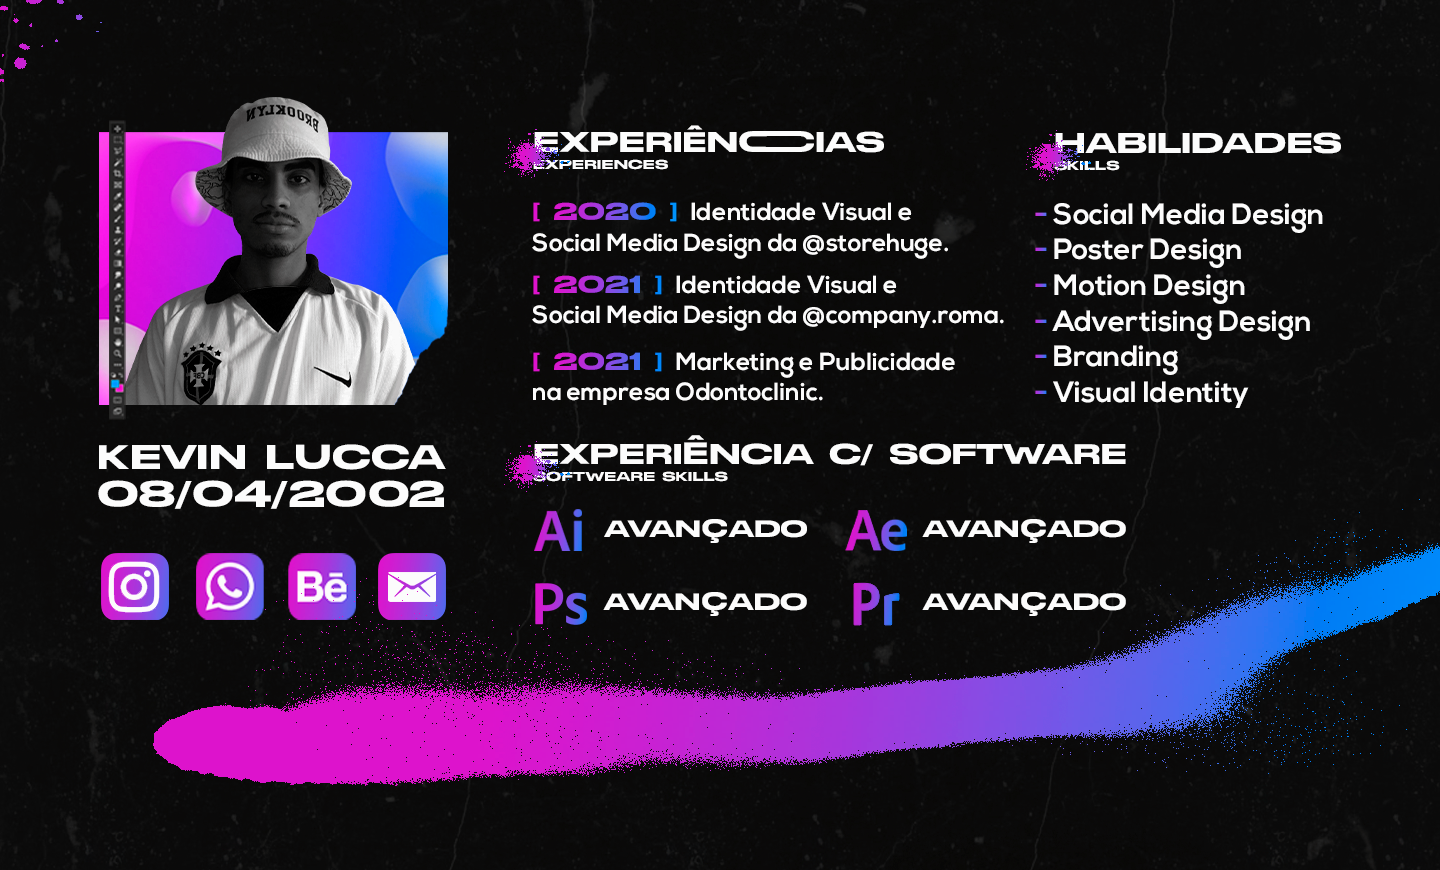 BROOKLYN
KEVIN LUCCA
08/04/2002
Bē
EXPERIÊNCIAS
EXPERIENCES
[ 2020 ] Identidade Visual e
Social Media Design da @storehuge.
[ 2021 ] Identidade Visual e
Social Media Design da @company.roma.
[ 2021 ] Marketing e Publicidade
na empresa Odontoclinic.
HABILIDADES
SKILLS
- Social Media Design
- Poster Design
- Motion Design
- Advertising Design
- Branding
- Visual Identity
EXPERIÊNCIA C/ SOFTWARE
SOFTWEARE SKILLS
Ai AVANÇADO
Ae AVANÇADO
Ps AVANÇADO
Pr AVANÇADO